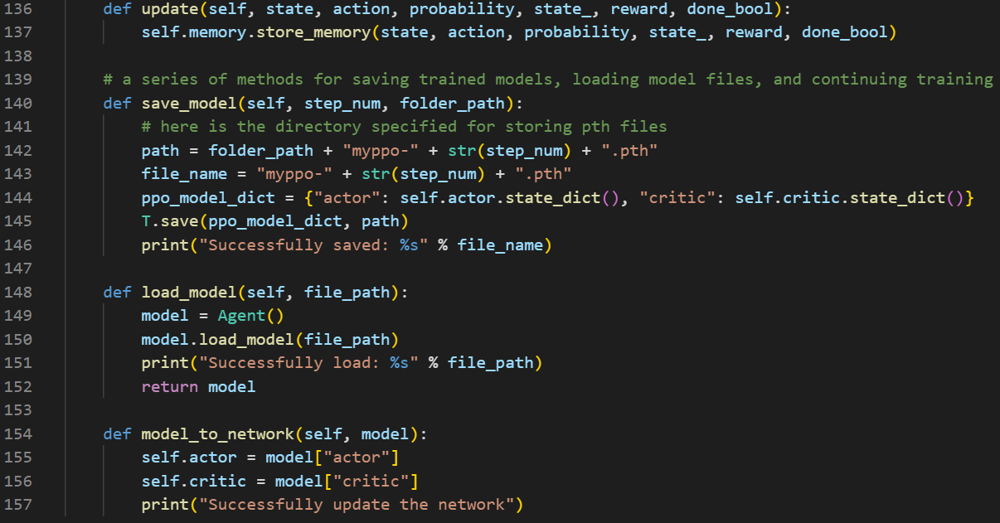 136 def update(self, state, action, probability, state_, reward, done_bool):
137 self.memory.store_memory(state, action, probability, state_, reward, done_bool)
138
139 # a series of methods for saving trained models, loading model files, and continuing training
140 def save_model(self, step_num, folder_path):
141 # here is the directory specified for storing pth files
142 path = folder_path + "myppo-" + str(step_num) + ".pth"
143 file_name = "myppo-" + str(step_num) + ".pth"
144 ppo_model_dict = {"actor": self.actor.state_dict(), "critic": self.critic.state_dict()}
145 T.save(ppo_model_dict, path)
146 print("Successfully saved: %s" % file_name)
147
148 def load_model(self, file_path):
149 model = Agent()
150 model.load_model(file_path)
151 print("Successfully load: %s" % file_path)
152 return model
153
154 def model_to_network(self, model):
155 self.actor = model["actor"]
156 self.critic = model["critic"]
157 print("Successfully update the network")